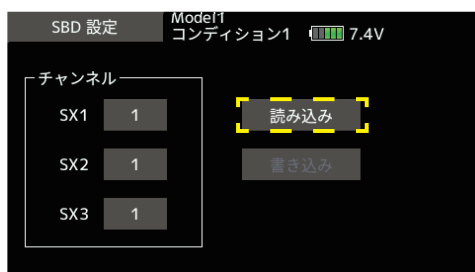 SBD 設定
Model1
コンディション1 7.4V
チャンネル
SX1 1 読み込み
SX2 1 書き込み
SX3 1